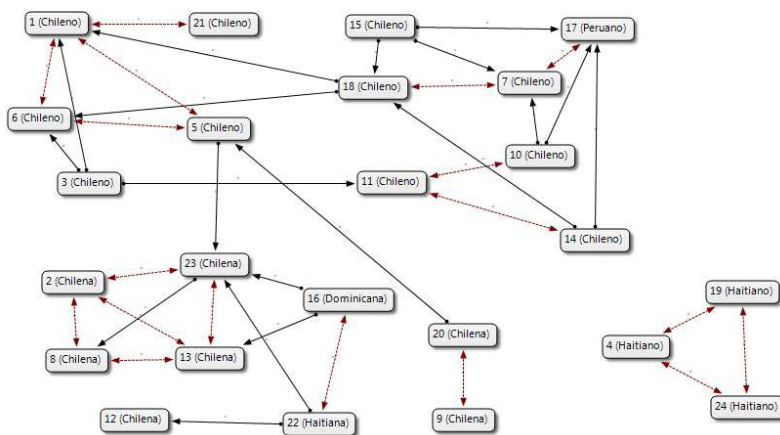 1 (Chileno)
21 (Chileno)
15 (Chileno)
17 (Peruano)
18 (Chileno)
7 (Chileno)
6 (Chileno)
5 (Chileno)
10 (Chileno)
3 (Chileno)
11 (Chileno)
14 (Chileno)
23 (Chilena)
2 (Chilena)
16 (Dominicana)
19 (Haitiano)
20 (Chilena)
4 (Haitiano)
8 (Chilena)
13 (Chilena)
24 (Haitiano)
12 (Chilena)
22 (Haitiana)
9 (Chilena)